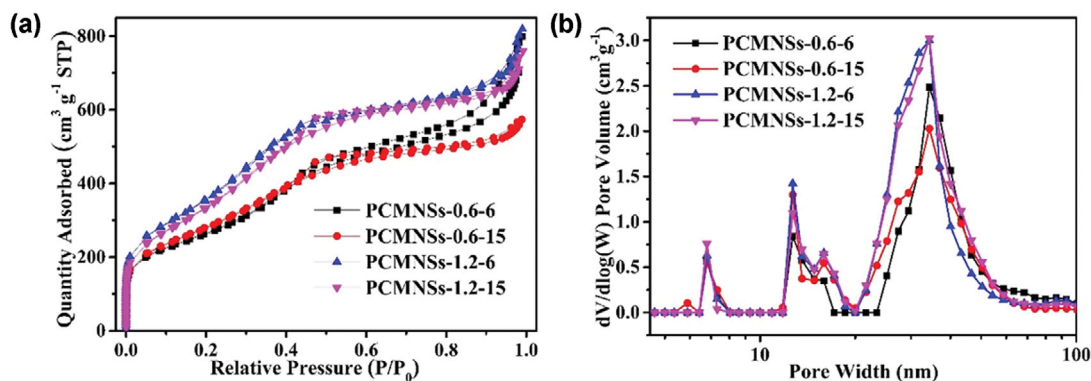 (a)
800
600
400
200
0
Quantity Adsorbed (cm³ g⁻¹ STP)
PCMNSs-0.6-6
PCMNSs-0.6-15
PCMNSs-1.2-6
PCMNSs-1.2-15
0.0 0.2 0.4 0.6 0.8 1.0
Relative Pressure (P/P₀)
(b)
3.0
2.5
2.0
1.5
1.0
0.5
0.0
dV/dlog(W) Pore Volume (cm³g⁻¹)
PCMNSs-0.6-6
PCMNSs-0.6-15
PCMNSs-1.2-6
PCMNSs-1.2-15
10 100
Pore Width (nm)